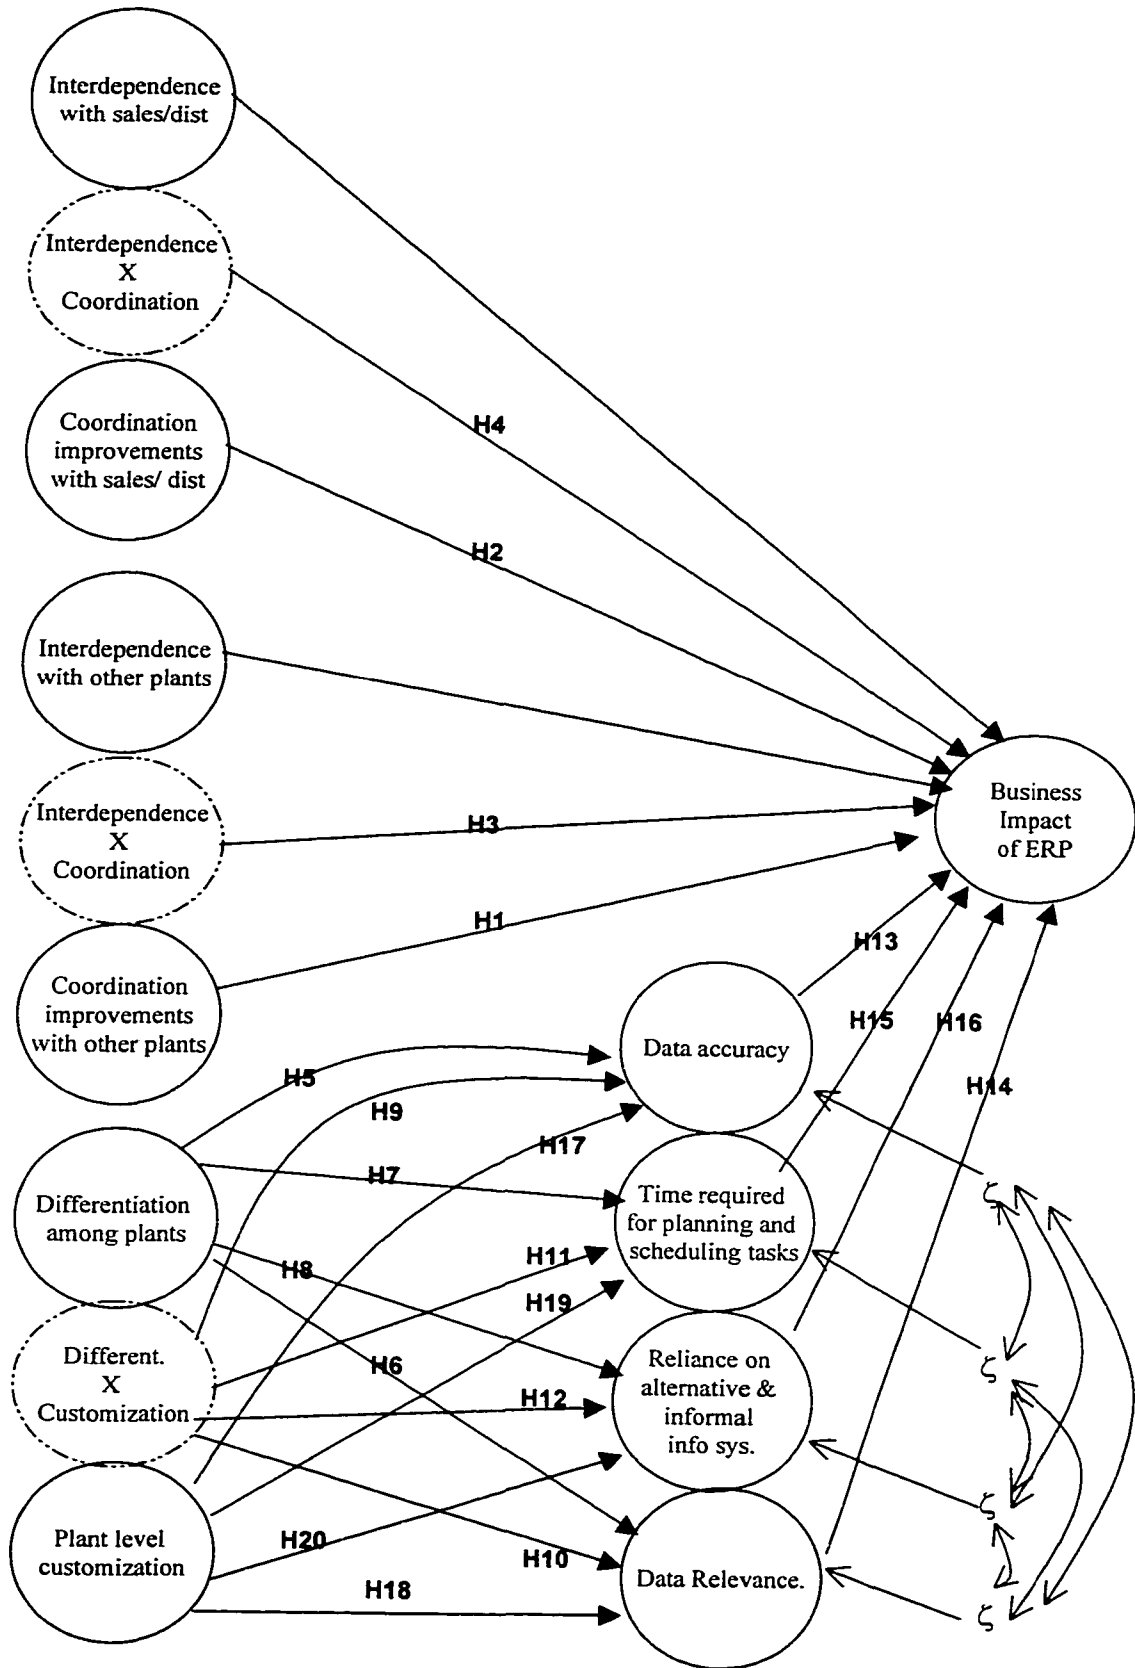 Interdependence
with sales/dist
Interdependence
X
Coordination
H4
Coordination
improvements
with sales/ dist
H2
Interdependence
with other plants
Business
Impact
of ERP
Interdependence
X
Coordination
H3
H1
H13
Coordination
improvements
with other plants
H15
H16
Data accuracy
H5
H14
H9
H17
H7
Differentiation
among plants
Time required
for planning and
scheduling tasks
ζ
H8
H11
H19
Different.
X
Customization
H6
H12
Reliance on
alternative &
informal
info sys.
ζ
ζ
Plant level
customization
H20
H10
H18
Data Relevance.
ζ